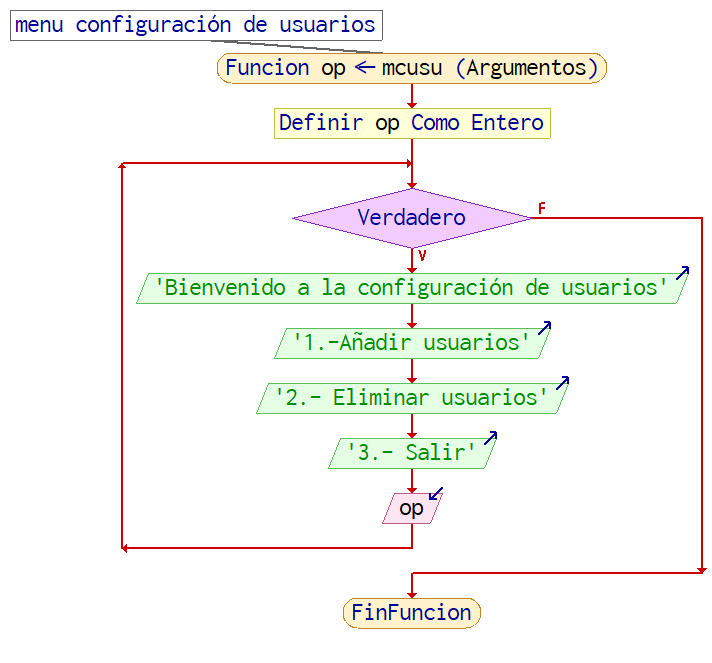 menu configuración de usuarios
Funcion op ← mcusu (Argumentos)
Definir op Como Entero
Verdadero
F
V
'Bienvenido a la configuración de usuarios'
'1.-Añadir usuarios'
'2.- Eliminar usuarios'
'3.- Salir'
op
FinFuncion